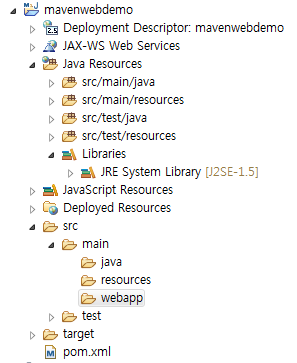 mavenwebdemo
Deployment Descriptor: mavenwebdemo
JAX-WS Web Services
Java Resources
src/main/java
src/main/resources
src/test/java
src/test/resources
Libraries
JRE System Library [J2SE-1.5]
JavaScript Resources
Deployed Resources
src
main
java
resources
webapp
test
target
pom.xml